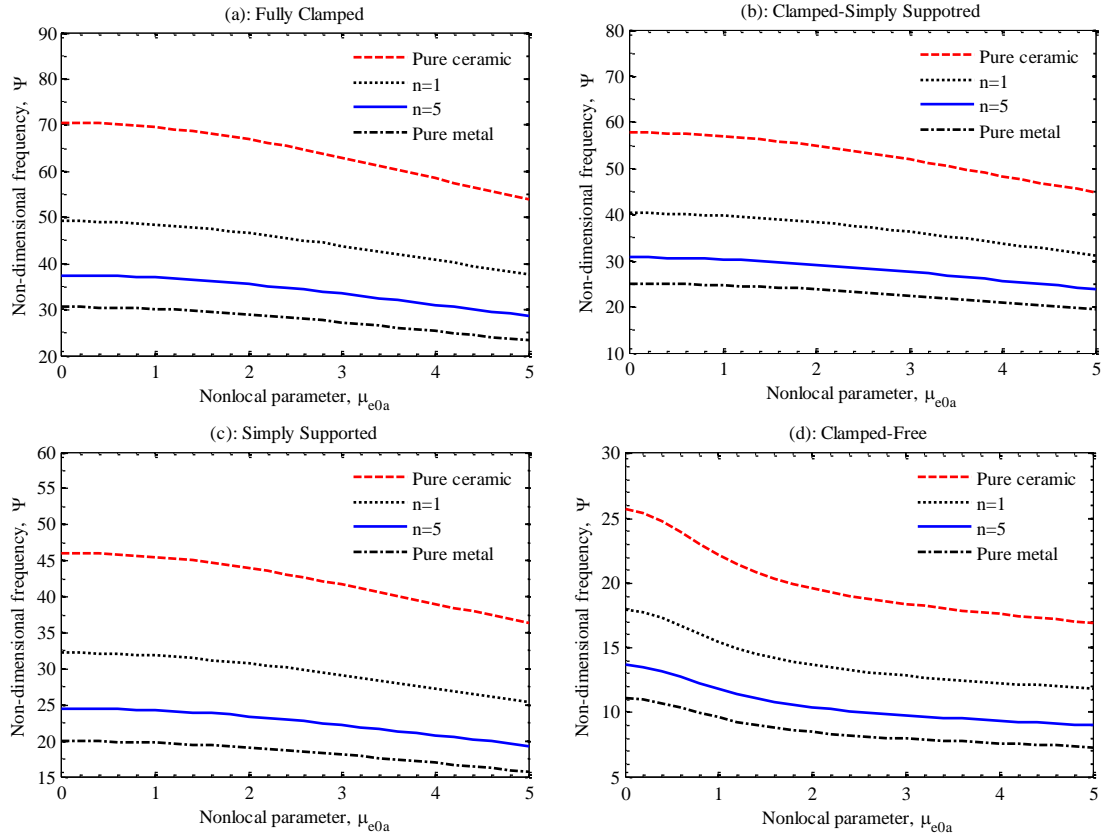 (a): Fully Clamped
90
80
70
60
50
40
30
20
Non-dimensional frequency, Ψ
Pure ceramic
n=1
n=5
Pure metal
0 1 2 3 4 5
Nonlocal parameter, μe0a
(b): Clamped-Simply Suppotred
80
70
60
50
40
30
20
10
Non-dimensional frequency, Ψ
Pure ceramic
n=1
n=5
Pure metal
0 1 2 3 4 5
Nonlocal parameter, μe0a
(c): Simply Supported
60
55
50
45
40
35
30
25
20
15
Non-dimensional frequency, Ψ
Pure ceramic
n=1
n=5
Pure metal
0 1 2 3 4 5
Nonlocal parameter, μe0a
(d): Clamped-Free
30
25
20
15
10
5
Non-dimensional frequency, Ψ
Pure ceramic
n=1
n=5
Pure metal
0 1 2 3 4 5
Nonlocal parameter, μe0a